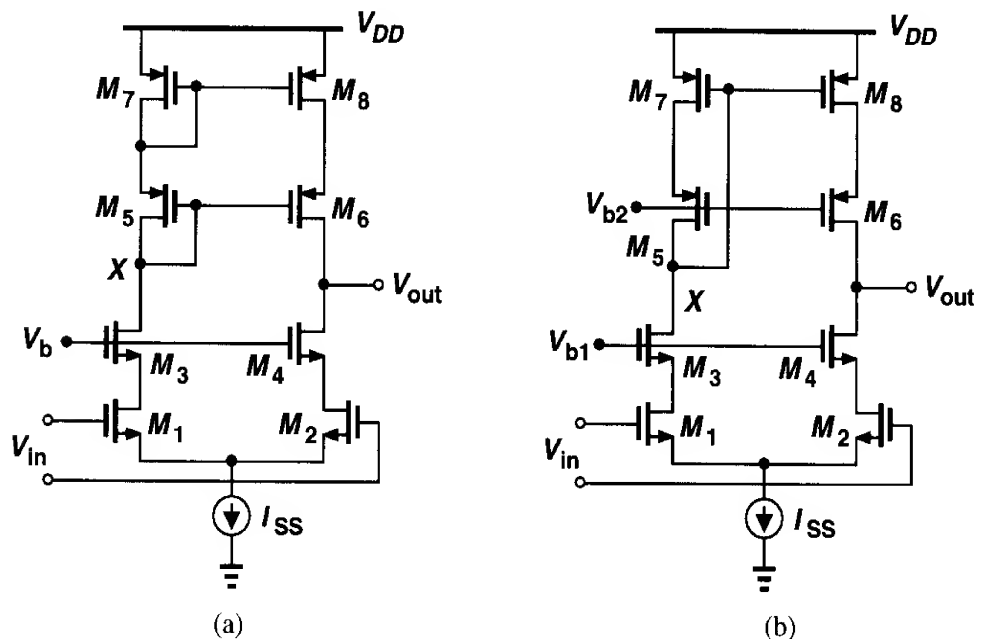 V_DD
M_7
M_8
M_5
M_6
X
V_out
V_b
M_3
M_4
M_1
M_2
V_in
I_SS
(a)
V_DD
M_7
M_8
V_b2
M_6
M_5
X
V_out
V_b1
M_3
M_4
M_1
M_2
V_in
I_SS
(b)